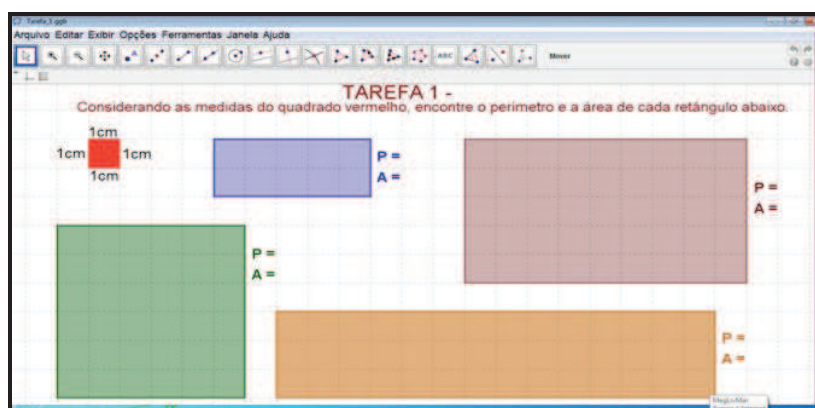 Tarefa_1.ggb
Arquivo Editar Exibir Opções Ferramentas Janela Ajuda
ABC
Mover
TAREFA 1 -
Considerando as medidas do quadrado vermelho, encontre o perímetro e a área de cada retângulo abaixo.
1cm
1cm 1cm
1cm
P =
A =
P =
A =
P =
A =
P =
A =